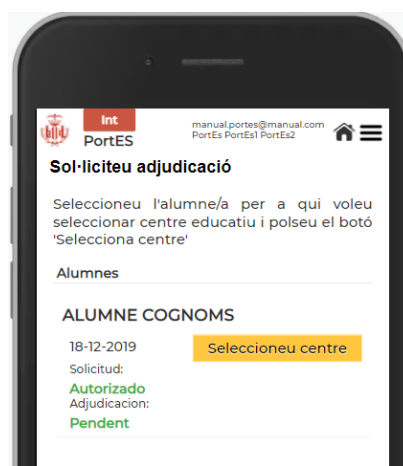 Int
PortES
manual.portes@manual.com
PortEs PortEs1 PortEs2
Sol·liciteu adjudicació
Seleccioneu l'alumne/a per a qui voleu
seleccionar centre educatiu i polseu el botó
'Selecciona centre'
Alumnes
ALUMNE COGNOMS
18-12-2019
Seleccioneu centre
Solicitud:
Autorizado
Adjudicacion:
Pendent